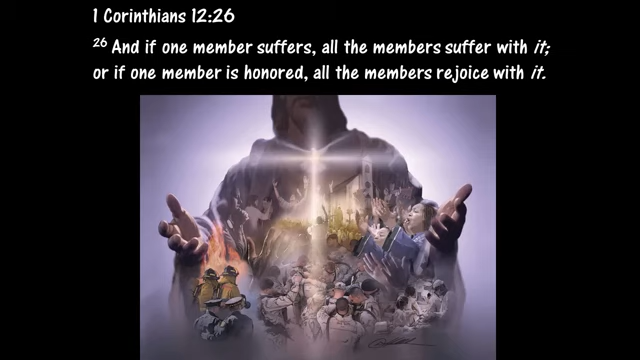 1 Corinthians 12:26
26 And if one member suffers, all the members suffer with it;
or if one member is honored, all the members rejoice with it.